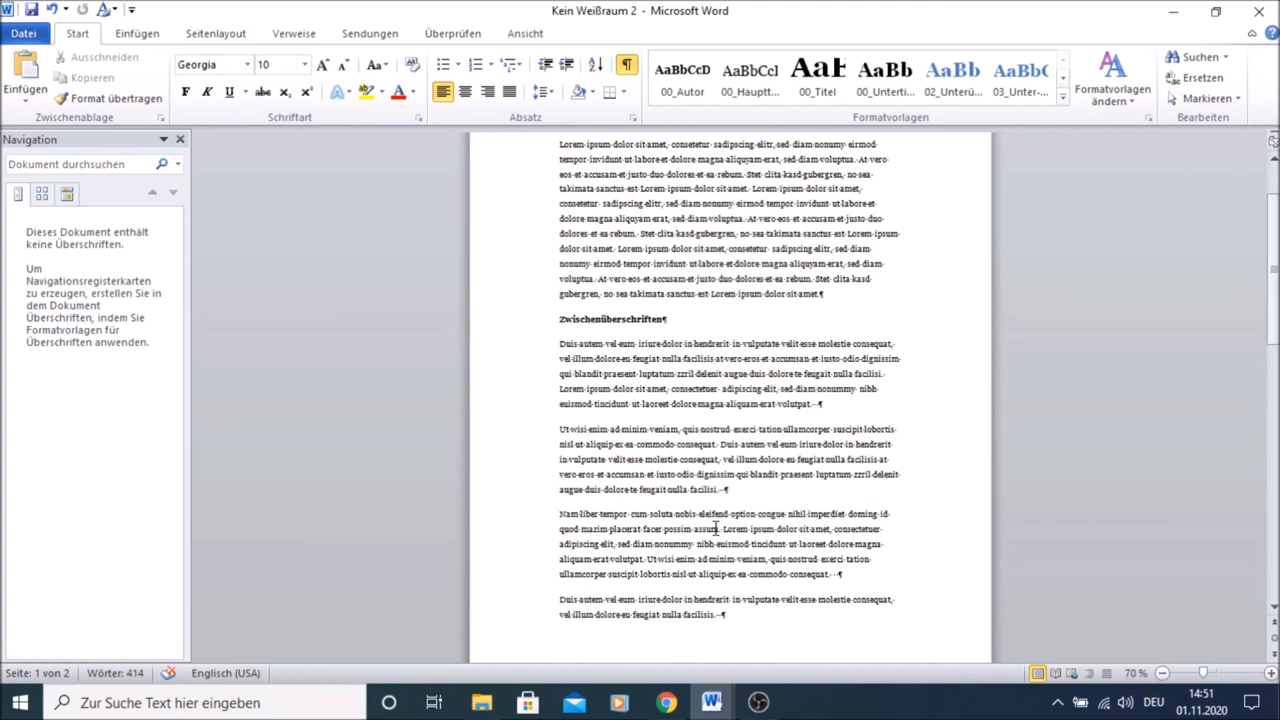 Kein Weißraum 2 - Microsoft Word
Datei Start Einfügen Seitenlayout Verweise Sendungen Überprüfen Ansicht
Einfügen
Ausschneiden
Kopieren
Format übertragen
Zwischenablage
Georgia 10
F K U abc x₂ x²
Schriftart
Absatz
AaBbCcD AaBbCcI AaB AaBb AaBbC AaBbC
00_Autor 00_Hauptt... 00_Titel 00_Unterti... 02_Unterü... 03_Unter-...
Formatvorlagen ändern
Formatvorlagen
Suchen
Ersetzen
Markieren
Bearbeiten
Navigation
Dokument durchsuchen
Dieses Dokument enthält
keine Überschriften.
Um
Navigationsregisterkarten
zu erzeugen, erstellen Sie in
dem Dokument
Überschriften, indem Sie
Formatvorlagen für
Überschriften anwenden.
Lorem·ipsum·dolor·sit·amet,·consetetur·sadipscing·elitr,·sed·diam·nonumy·eirmod·
tempor·invidunt·ut·labore·et·dolore·magna·aliquyam·erat,·sed·diam·voluptua.·At·vero·
eos·et·accusam·et·justo·duo·dolores·et·ea·rebum.·Stet·clita·kasd·gubergren,·no·sea·
takimata·sanctus·est·Lorem·ipsum·dolor·sit·amet.·Lorem·ipsum·dolor·sit·amet,·
consetetur·sadipscing·elitr,·sed·diam·nonumy·eirmod·tempor·invidunt·ut·labore·et·
dolore·magna·aliquyam·erat,·sed·diam·voluptua.·At·vero·eos·et·accusam·et·justo·duo·
dolores·et·ea·rebum.·Stet·clita·kasd·gubergren,·no·sea·takimata·sanctus·est·Lorem·ipsum·
dolor·sit·amet.·Lorem·ipsum·dolor·sit·amet,·consetetur·sadipscing·elitr,·sed·diam·
nonumy·eirmod·tempor·invidunt·ut·labore·et·dolore·magna·aliquyam·erat,·sed·diam·
voluptua.·At·vero·eos·et·accusam·et·justo·duo·dolores·et·ea·rebum.·Stet·clita·kasd·
gubergren,·no·sea·takimata·sanctus·est·Lorem·ipsum·dolor·sit·amet.¶
Zwischenüberschriften¶
Duis·autem·vel·eum·iriure·dolor·in·hendrerit·in·vulputate·velit·esse·molestie·consequat,·
vel·illum·dolore·eu·feugiat·nulla·facilisis·at·vero·eros·et·accumsan·et·iusto·odio·dignissim·
qui·blandit·praesent·luptatum·zzril·delenit·augue·duis·dolore·te·feugait·nulla·facilisi.·
Lorem·ipsum·dolor·sit·amet,·consectetuer·adipiscing·elit,·sed·diam·nonummy·nibh·
euismod·tincidunt·ut·laoreet·dolore·magna·aliquam·erat·volutpat.··¶
Ut·wisi·enim·ad·minim·veniam,·quis·nostrud·exerci·tation·ullamcorper·suscipit·lobortis·
nisl·ut·aliquip·ex·ea·commodo·consequat.·Duis·autem·vel·eum·iriure·dolor·in·hendrerit·
in·vulputate·velit·esse·molestie·consequat,·vel·illum·dolore·eu·feugiat·nulla·facilisis·at·
vero·eros·et·accumsan·et·iusto·odio·dignissim·qui·blandit·praesent·luptatum·zzril·delenit·
augue·duis·dolore·te·feugait·nulla·facilisi.··¶
Nam·liber·tempor·cum·soluta·nobis·eleifend·option·congue·nihil·imperdiet·doming·id·
quod·mazim·placerat·facer·possim·assum.·Lorem·ipsum·dolor·sit·amet,·consectetuer·
adipiscing·elit,·sed·diam·nonummy·nibh·euismod·tincidunt·ut·laoreet·dolore·magna·
aliquam·erat·volutpat.·Ut·wisi·enim·ad·minim·veniam,·quis·nostrud·exerci·tation·
ullamcorper·suscipit·lobortis·nisl·ut·aliquip·ex·ea·commodo·consequat.··¶
Duis·autem·vel·eum·iriure·dolor·in·hendrerit·in·vulputate·velit·esse·molestie·consequat,·
vel·illum·dolore·eu·feugiat·nulla·facilisis.··¶
Seite: 1 von 2 Wörter: 414 Englisch (USA) 70 %
Zur Suche Text hier eingeben
DEU
14:51
01.11.2020